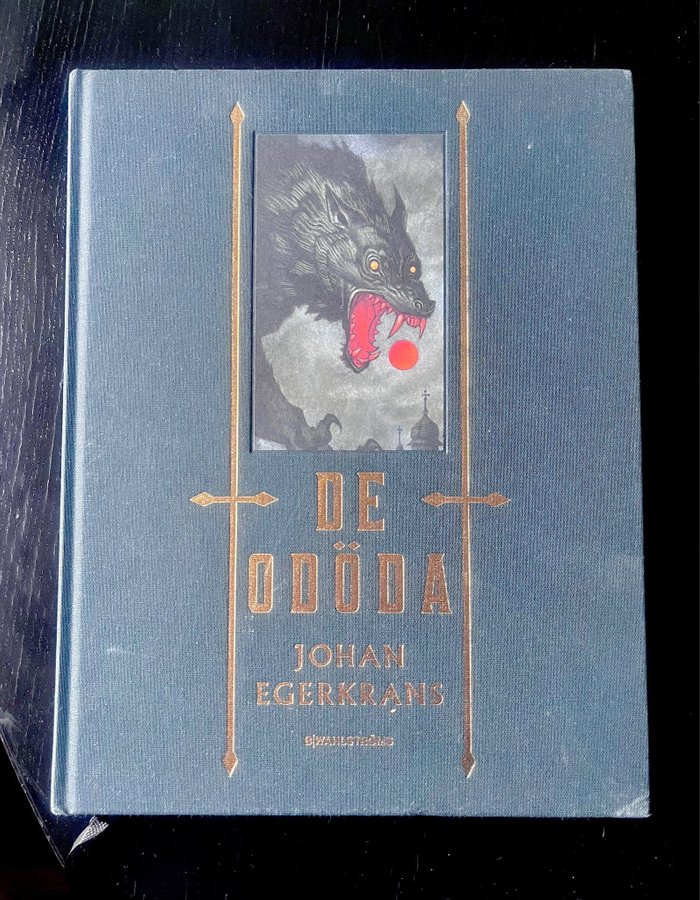 DE
ODÖDA
JOHAN
EGERKRANS
B|WAHLSTRÖMS